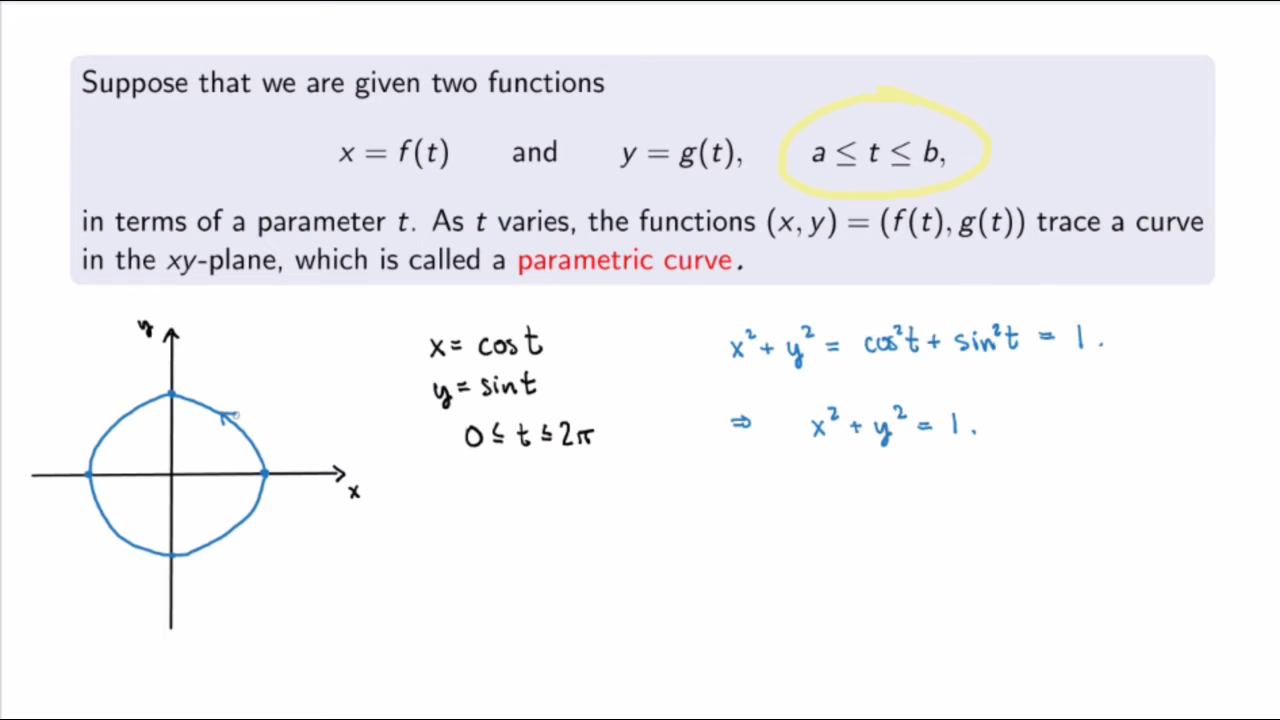 Suppose that we are given two functions
x = f(t) and y = g(t), a ≤ t ≤ b,
in terms of a parameter t. As t varies, the functions (x, y) = (f(t), g(t)) trace a curve
in the xy-plane, which is called a parametric curve.
y
x
x = cos t
y = sin t
0 ≤ t ≤ 2π
x² + y² = cos²t + sin²t = 1.
⇒ x² + y² = 1.